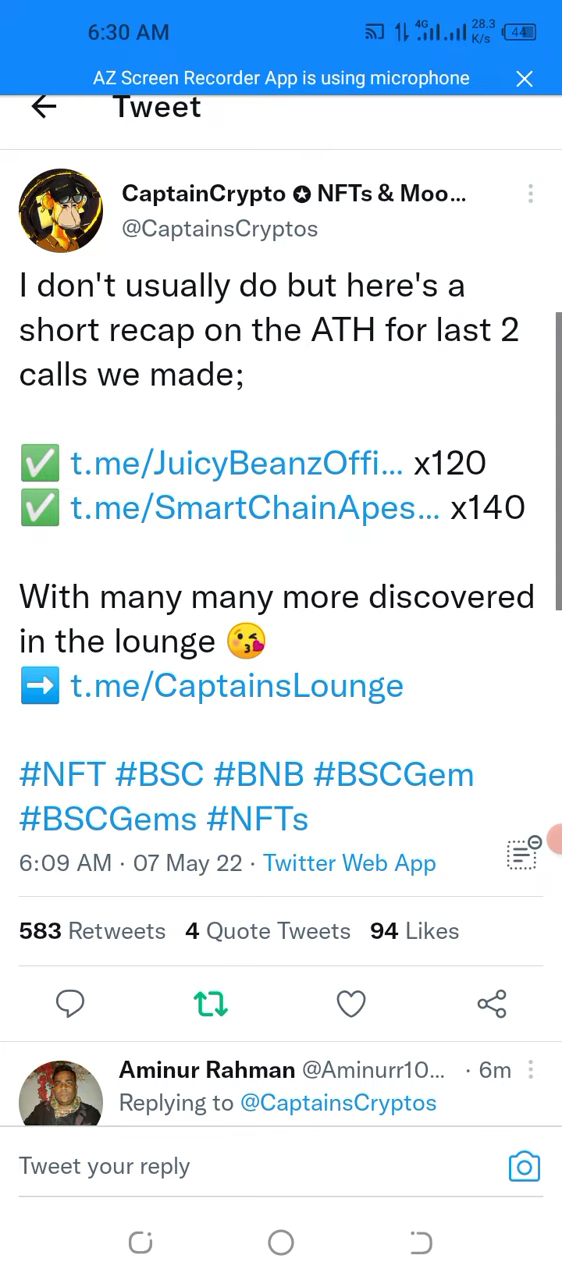 6:30 AM 4G 28.3 K/s 44
AZ Screen Recorder App is using microphone
Tweet
CaptainCrypto ✪ NFTs & Moo...
@CaptainsCryptos
I don't usually do but here's a
short recap on the ATH for last 2
calls we made;
✅ t.me/JuicyBeanzOffi... x120
✅ t.me/SmartChainApes... x140
With many many more discovered
in the lounge 😘
➡️ t.me/CaptainsLounge
#NFT #BSC #BNB #BSCGem
#BSCGems #NFTs
6:09 AM · 07 May 22 · Twitter Web App
583 Retweets 4 Quote Tweets 94 Likes
Aminur Rahman @Aminurr10... · 6m
Replying to @CaptainsCryptos
Tweet your reply